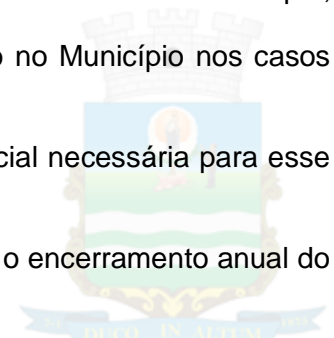 o no Município nos casos
cial necessária para esse
o encerramento anual do
DUCO IN ALTUM